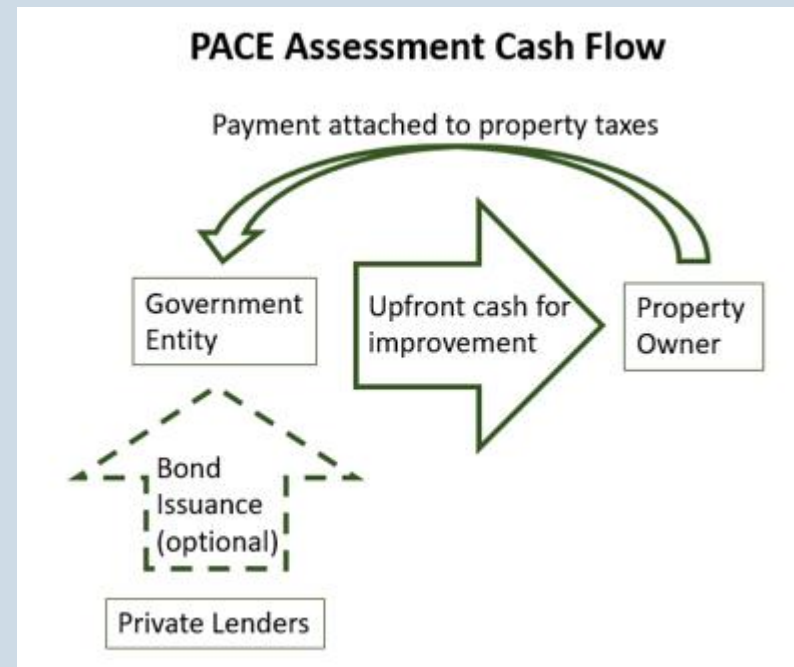 PACE Assessment Cash Flow
Payment attached to property taxes
Government
Entity
Upfront cash for
improvement
Property
Owner
Bond
Issuance
(optional)
Private Lenders